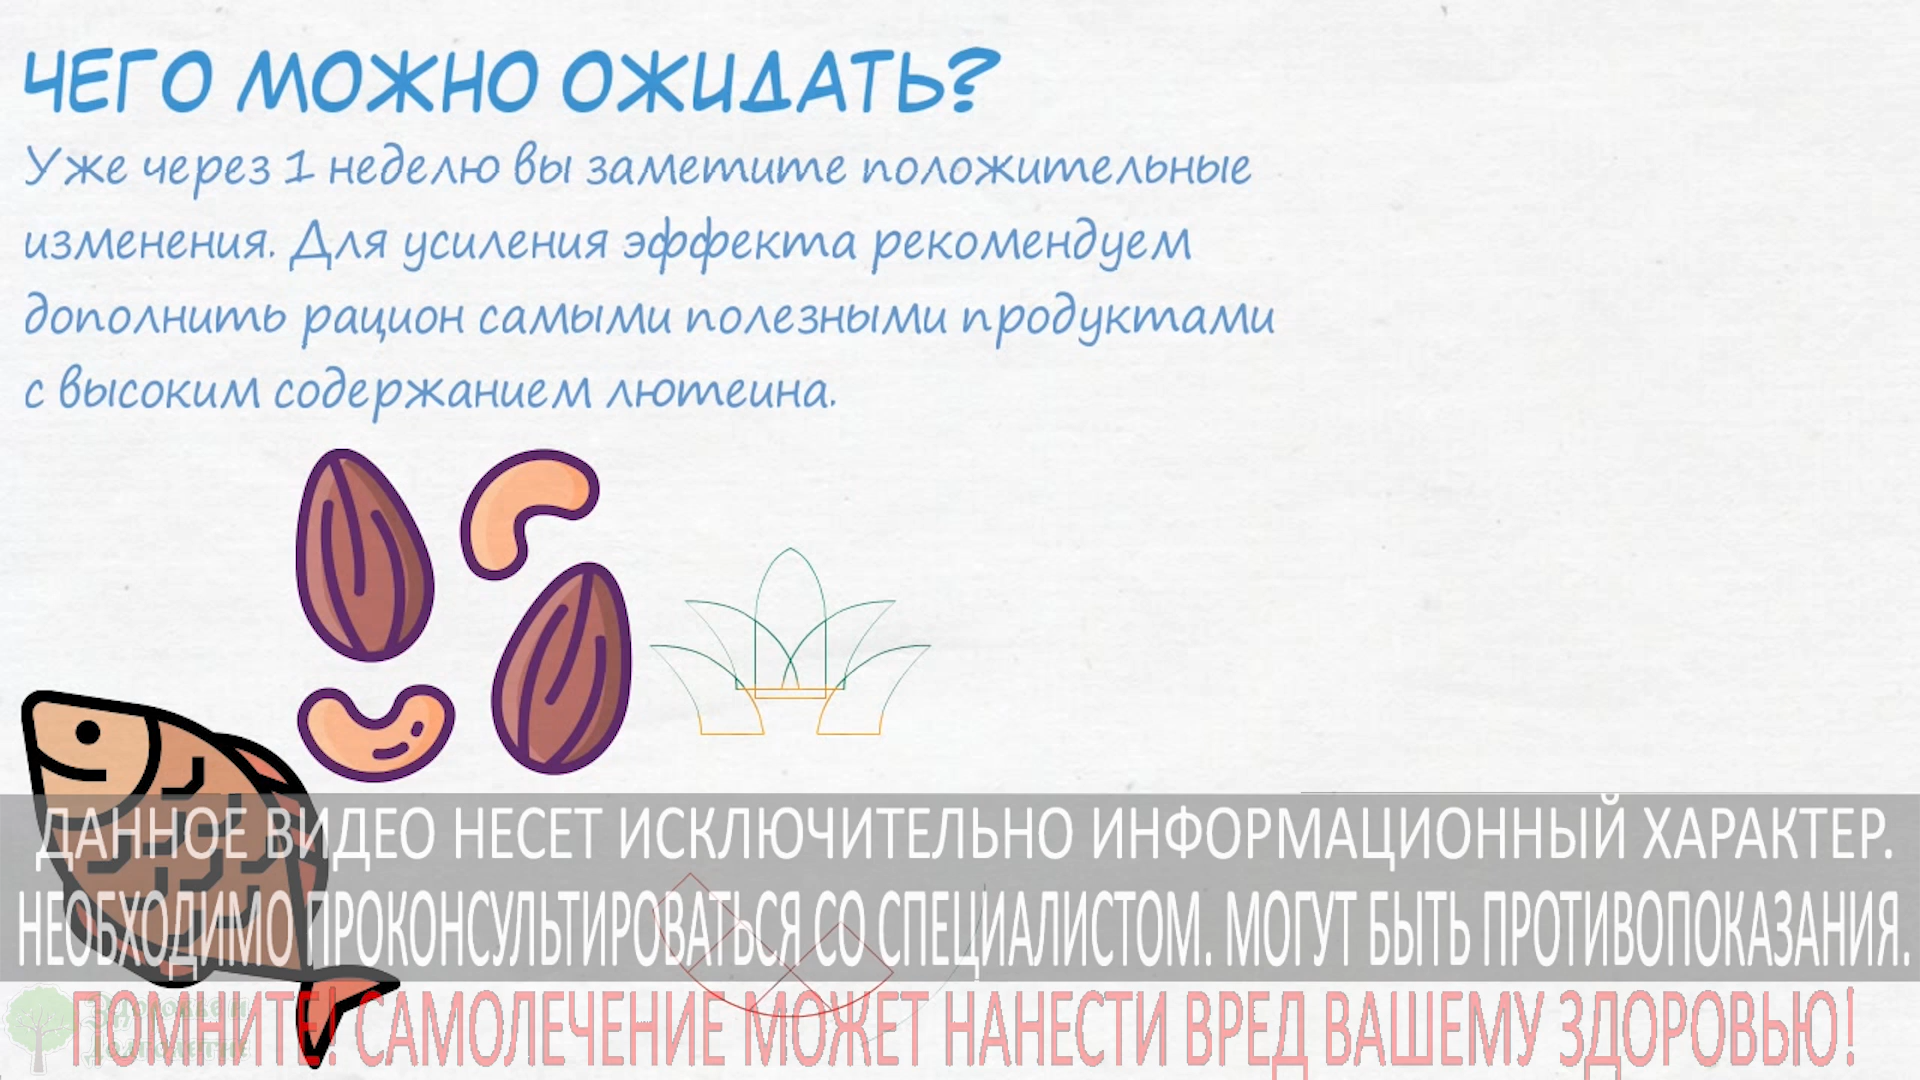 ЧЕГО МОЖНО ОЖИДАТЬ?
Уже через 1 неделю вы заметите положительные
изменения. Для усиления эффекта рекомендуем
дополнить рацион самыми полезными продуктами
с высоким содержанием лютеина.
ДАННОЕ ВИДЕО НЕСЕТ ИСКЛЮЧИТЕЛЬНО ИНФОРМАЦИОННЫЙ ХАРАКТЕР.
НЕОБХОДИМО ПРОКОНСУЛЬТИРОВАТЬСЯ СО СПЕЦИАЛИСТОМ. МОГУТ БЫТЬ ПРОТИВОПОКАЗАНИЯ.
ПОМНИТЕ! САМОЛЕЧЕНИЕ МОЖЕТ НАНЕСТИ ВРЕД ВАШЕМУ ЗДОРОВЬЮ!
Здоровье и
Долголетие